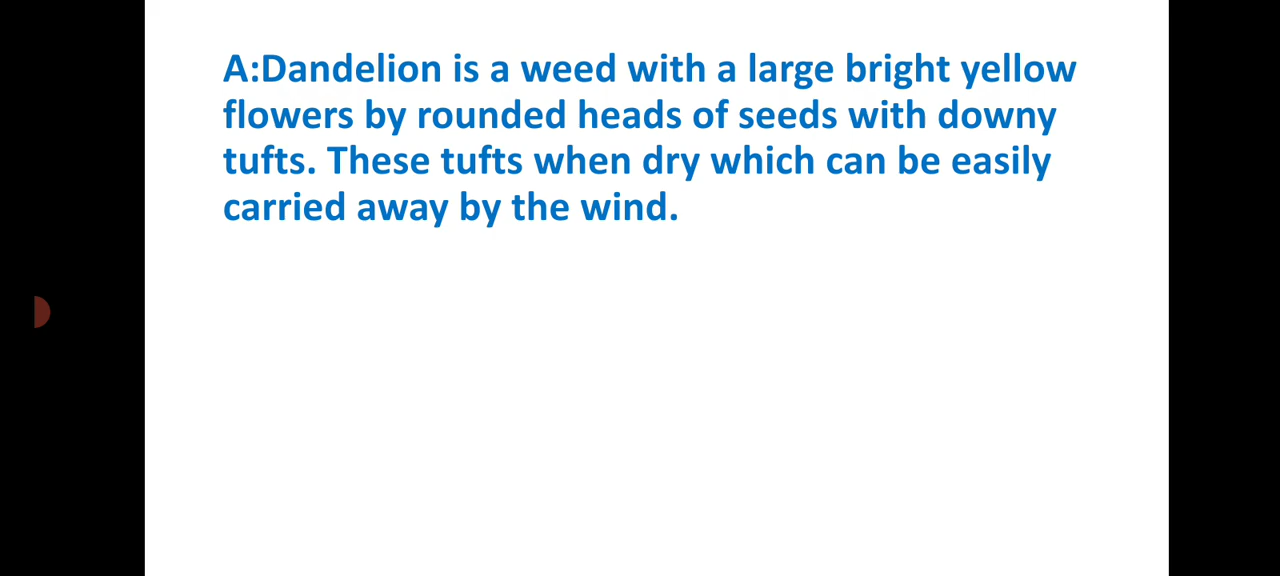 A:Dandelion is a weed with a large bright yellow
flowers by rounded heads of seeds with downy
tufts. These tufts when dry which can be easily
carried away by the wind.